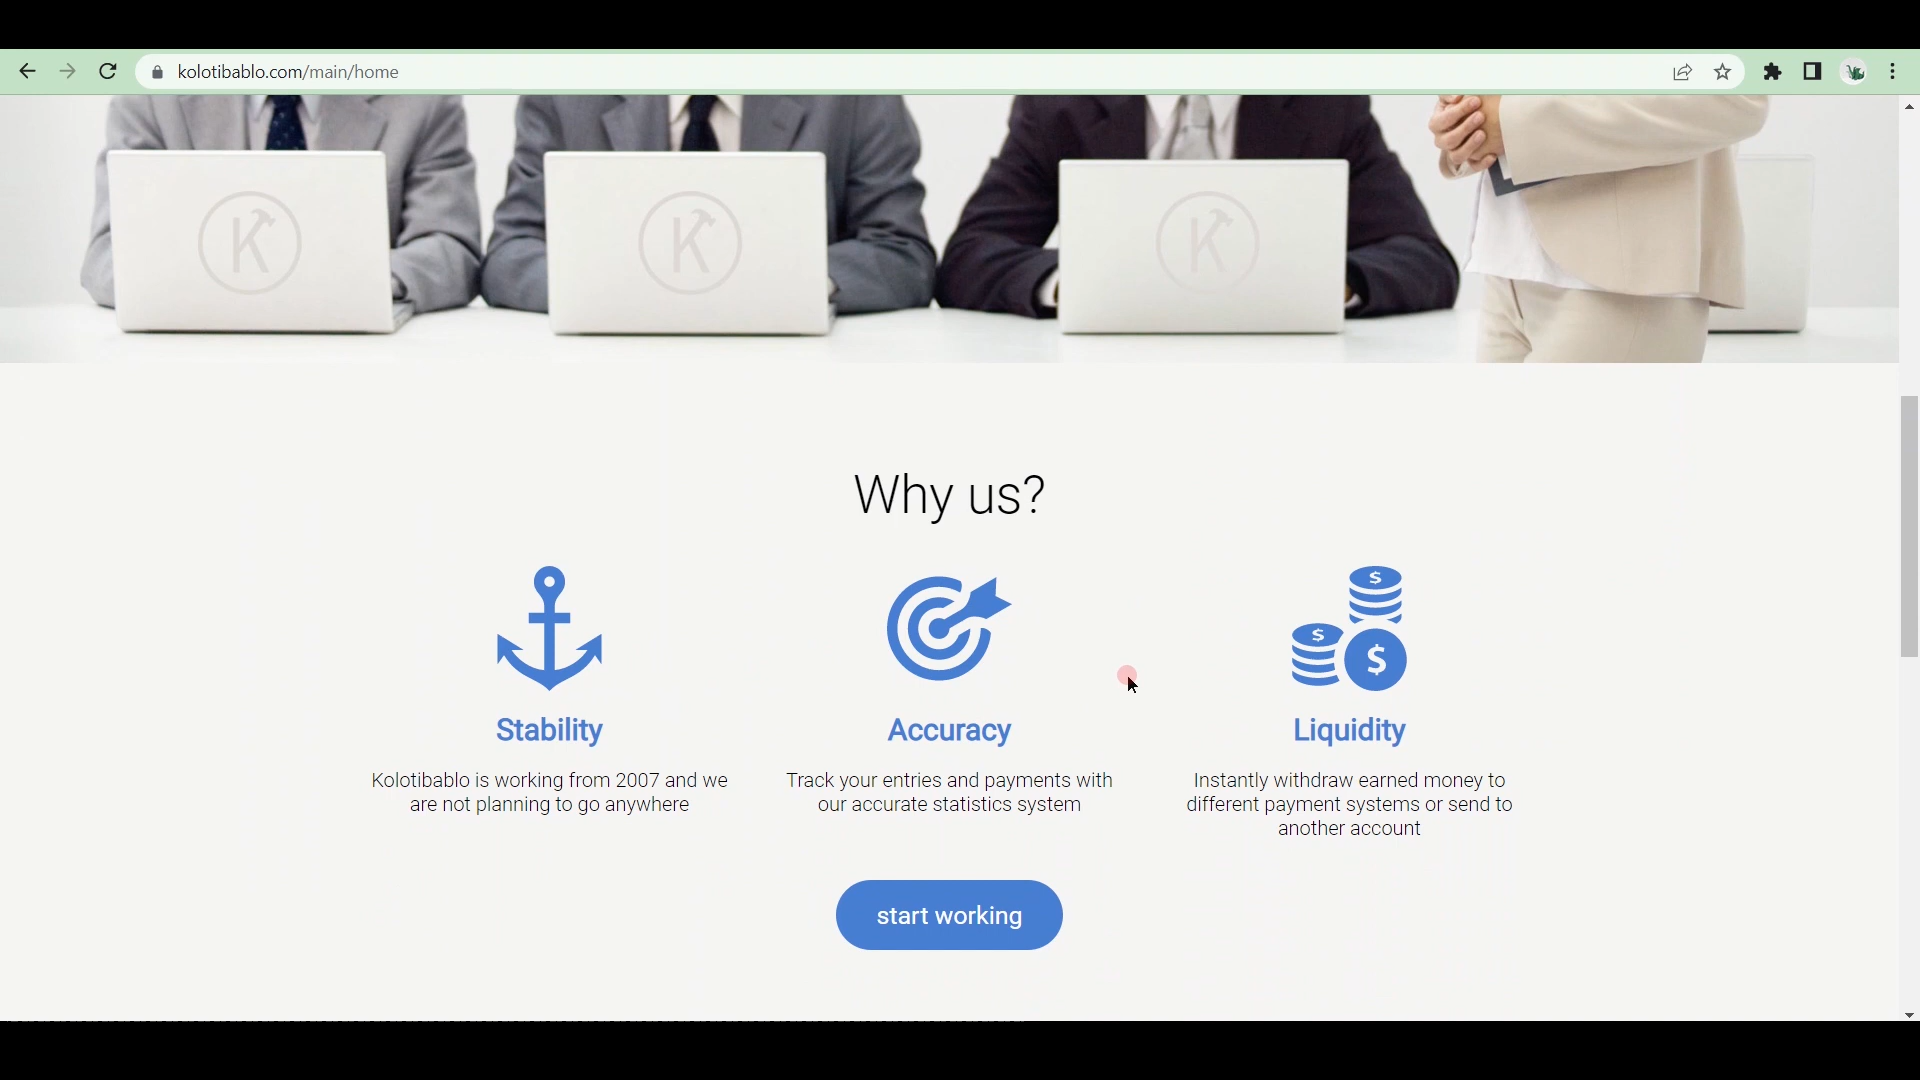 kolotibablo.com/main/home
K K K
Why us?
$
$ $
Stability Accuracy Liquidity
Kolotibablo is working from 2007 and we
are not planning to go anywhere
Track your entries and payments with
our accurate statistics system
Instantly withdraw earned money to
different payment systems or send to
another account
start working